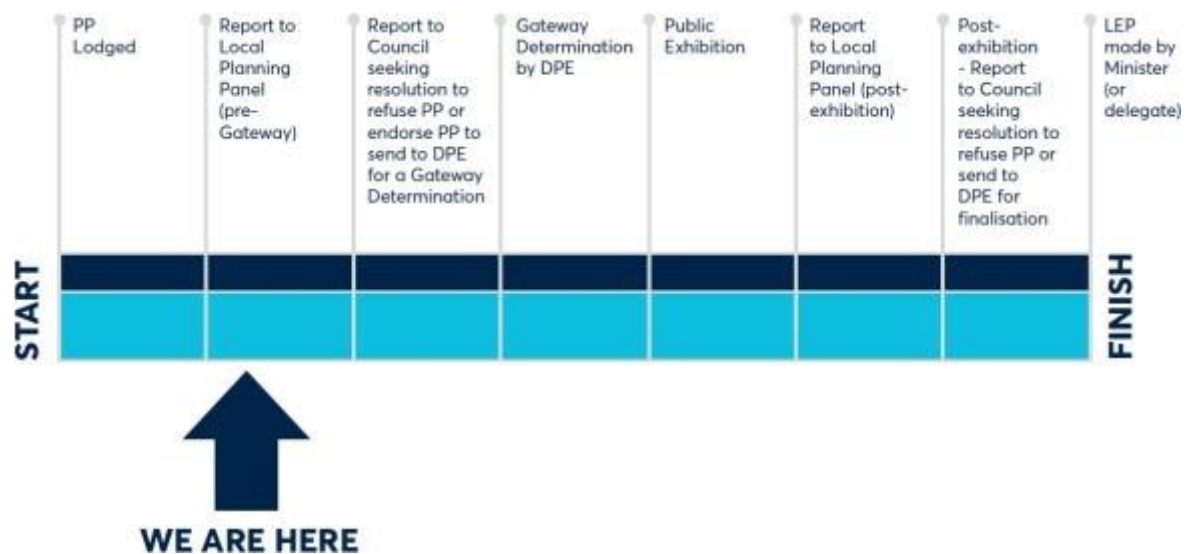 PP
Lodged
Report to
Local
Planning
Panel
(pre-
Gateway)
Report to
Council
seeking
resolution to
refuse PP or
endorse PP to
send to DPE
for a Gateway
Determination
Gateway
Determination
by DPE
Public
Exhibition
Report
to Local
Planning
Panel (post-
exhibition)
Post-
exhibition
- Report
to Council
seeking
resolution to
refuse PP or
send to
DPE for
finalisation
LEP
made by
Minister
(or
delegate)
START
FINISH
WE ARE HERE